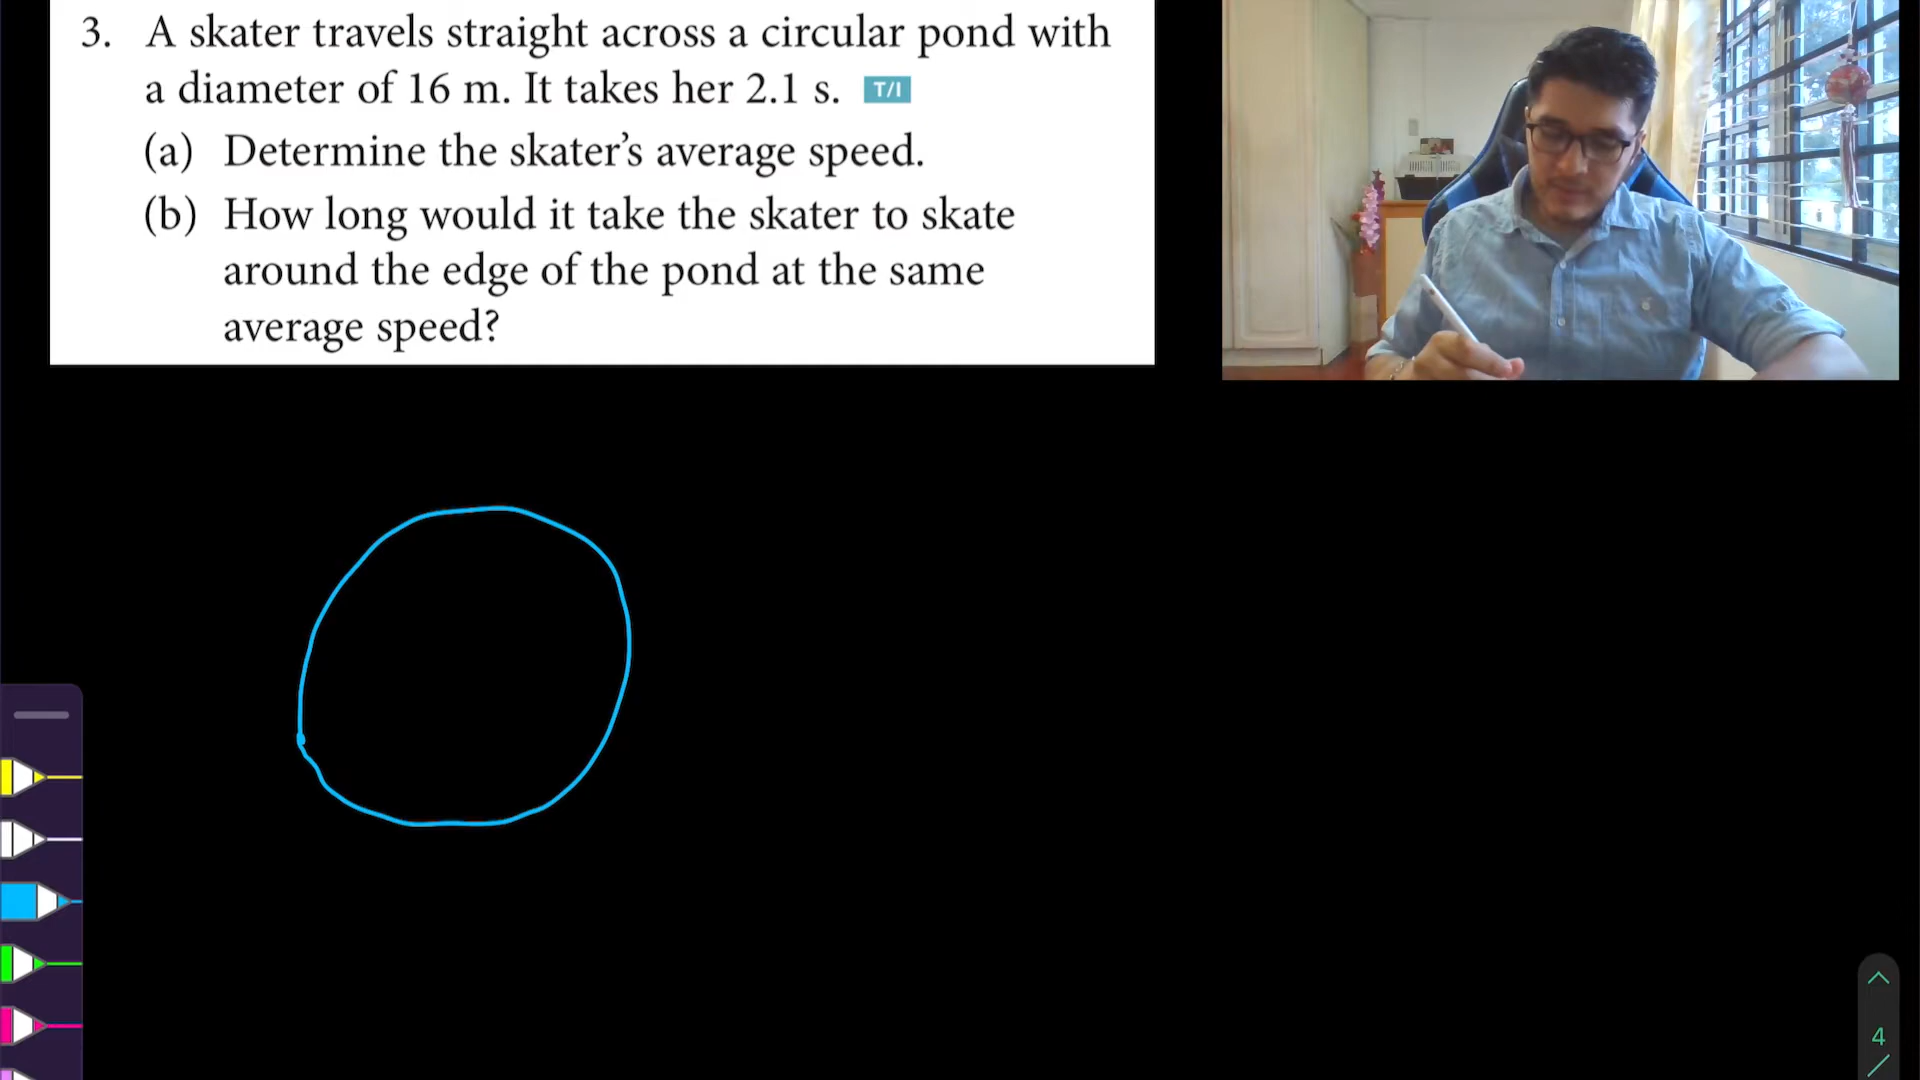 3. A skater travels straight across a circular pond with
a diameter of 16 m. It takes her 2.1 s. T/I
(a) Determine the skater’s average speed.
(b) How long would it take the skater to skate
around the edge of the pond at the same
average speed?
4